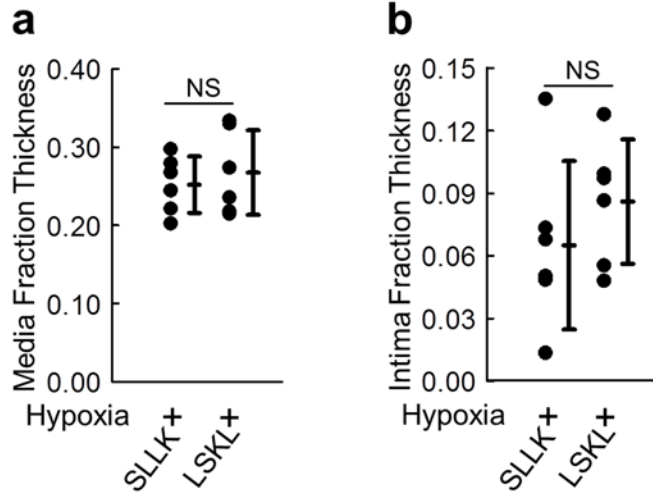 a
Media Fraction Thickness
0.40
0.30
0.20
0.10
0.00
NS
Hypoxia + +
SLLK
LSKL
b
Intima Fraction Thickness
0.15
0.12
0.09
0.06
0.03
0.00
NS
Hypoxia + +
SLLK
LSKL